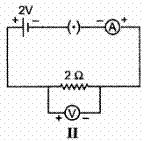 2V
+ − − A +
2 Ω
+ V −
II